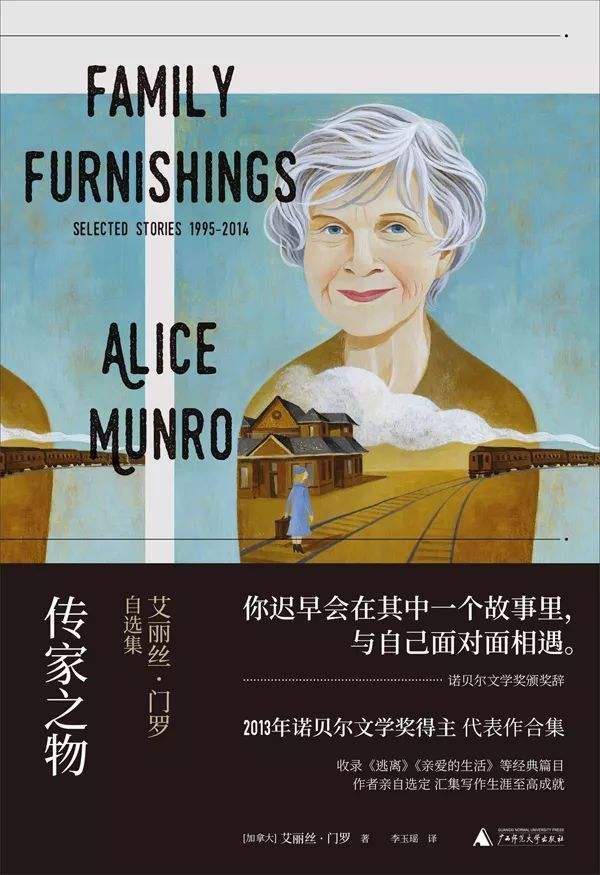 FAMILY
FURNISHINGS
SELECTED STORIES 1995-2014
ALICE
MUNRO
传家之物
艾丽丝·门罗
自选集
你迟早会在其中一个故事里，
与自己面对面相遇。
诺贝尔文学奖颁奖辞
2013年诺贝尔文学奖得主 代表作合集
收录《逃离》《亲爱的生活》等经典篇目
作者亲自选定 汇集写作生涯至高成就
[加拿大] 艾丽丝·门罗 著 李玉瑶 译
GUANGXI NORMAL UNIVERSITY PRESS
广西师范大学出版社